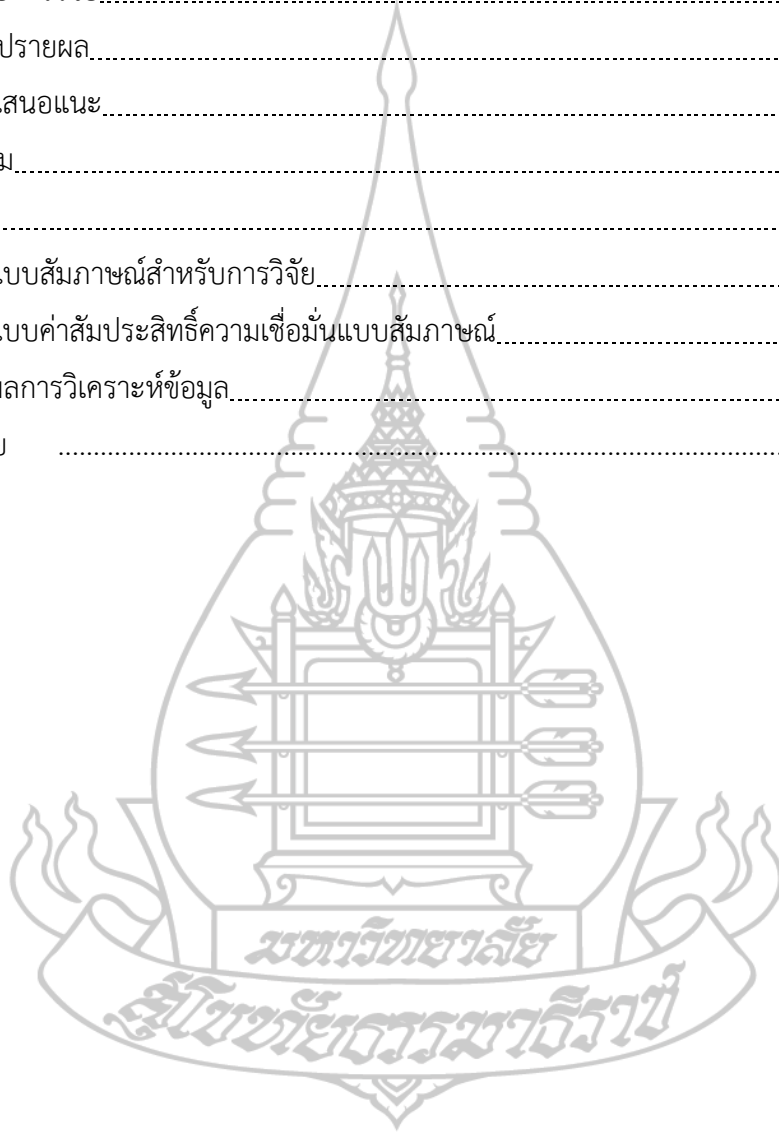 ปรายผล
สนอแนะ
ม
แบบสัมภาษณ์สำหรับการวิจัย
แบบค่าสัมประสิทธิ์ความเชื่อมั่นแบบสัมภาษณ์
ผลการวิเคราะห์ข้อมูล
มหาวิทยาลัย
สุโขทัยธรรมาธิราช